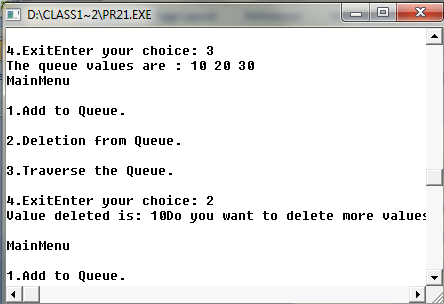 D:\CLASS1~2\PR21.EXE
4.ExitEnter your choice: 3
The queue values are : 10 20 30
MainMenu
1.Add to Queue.
2.Deletion from Queue.
3.Traverse the Queue.
4.ExitEnter your choice: 2
Value deleted is: 10Do you want to delete more values
MainMenu
1.Add to Queue.